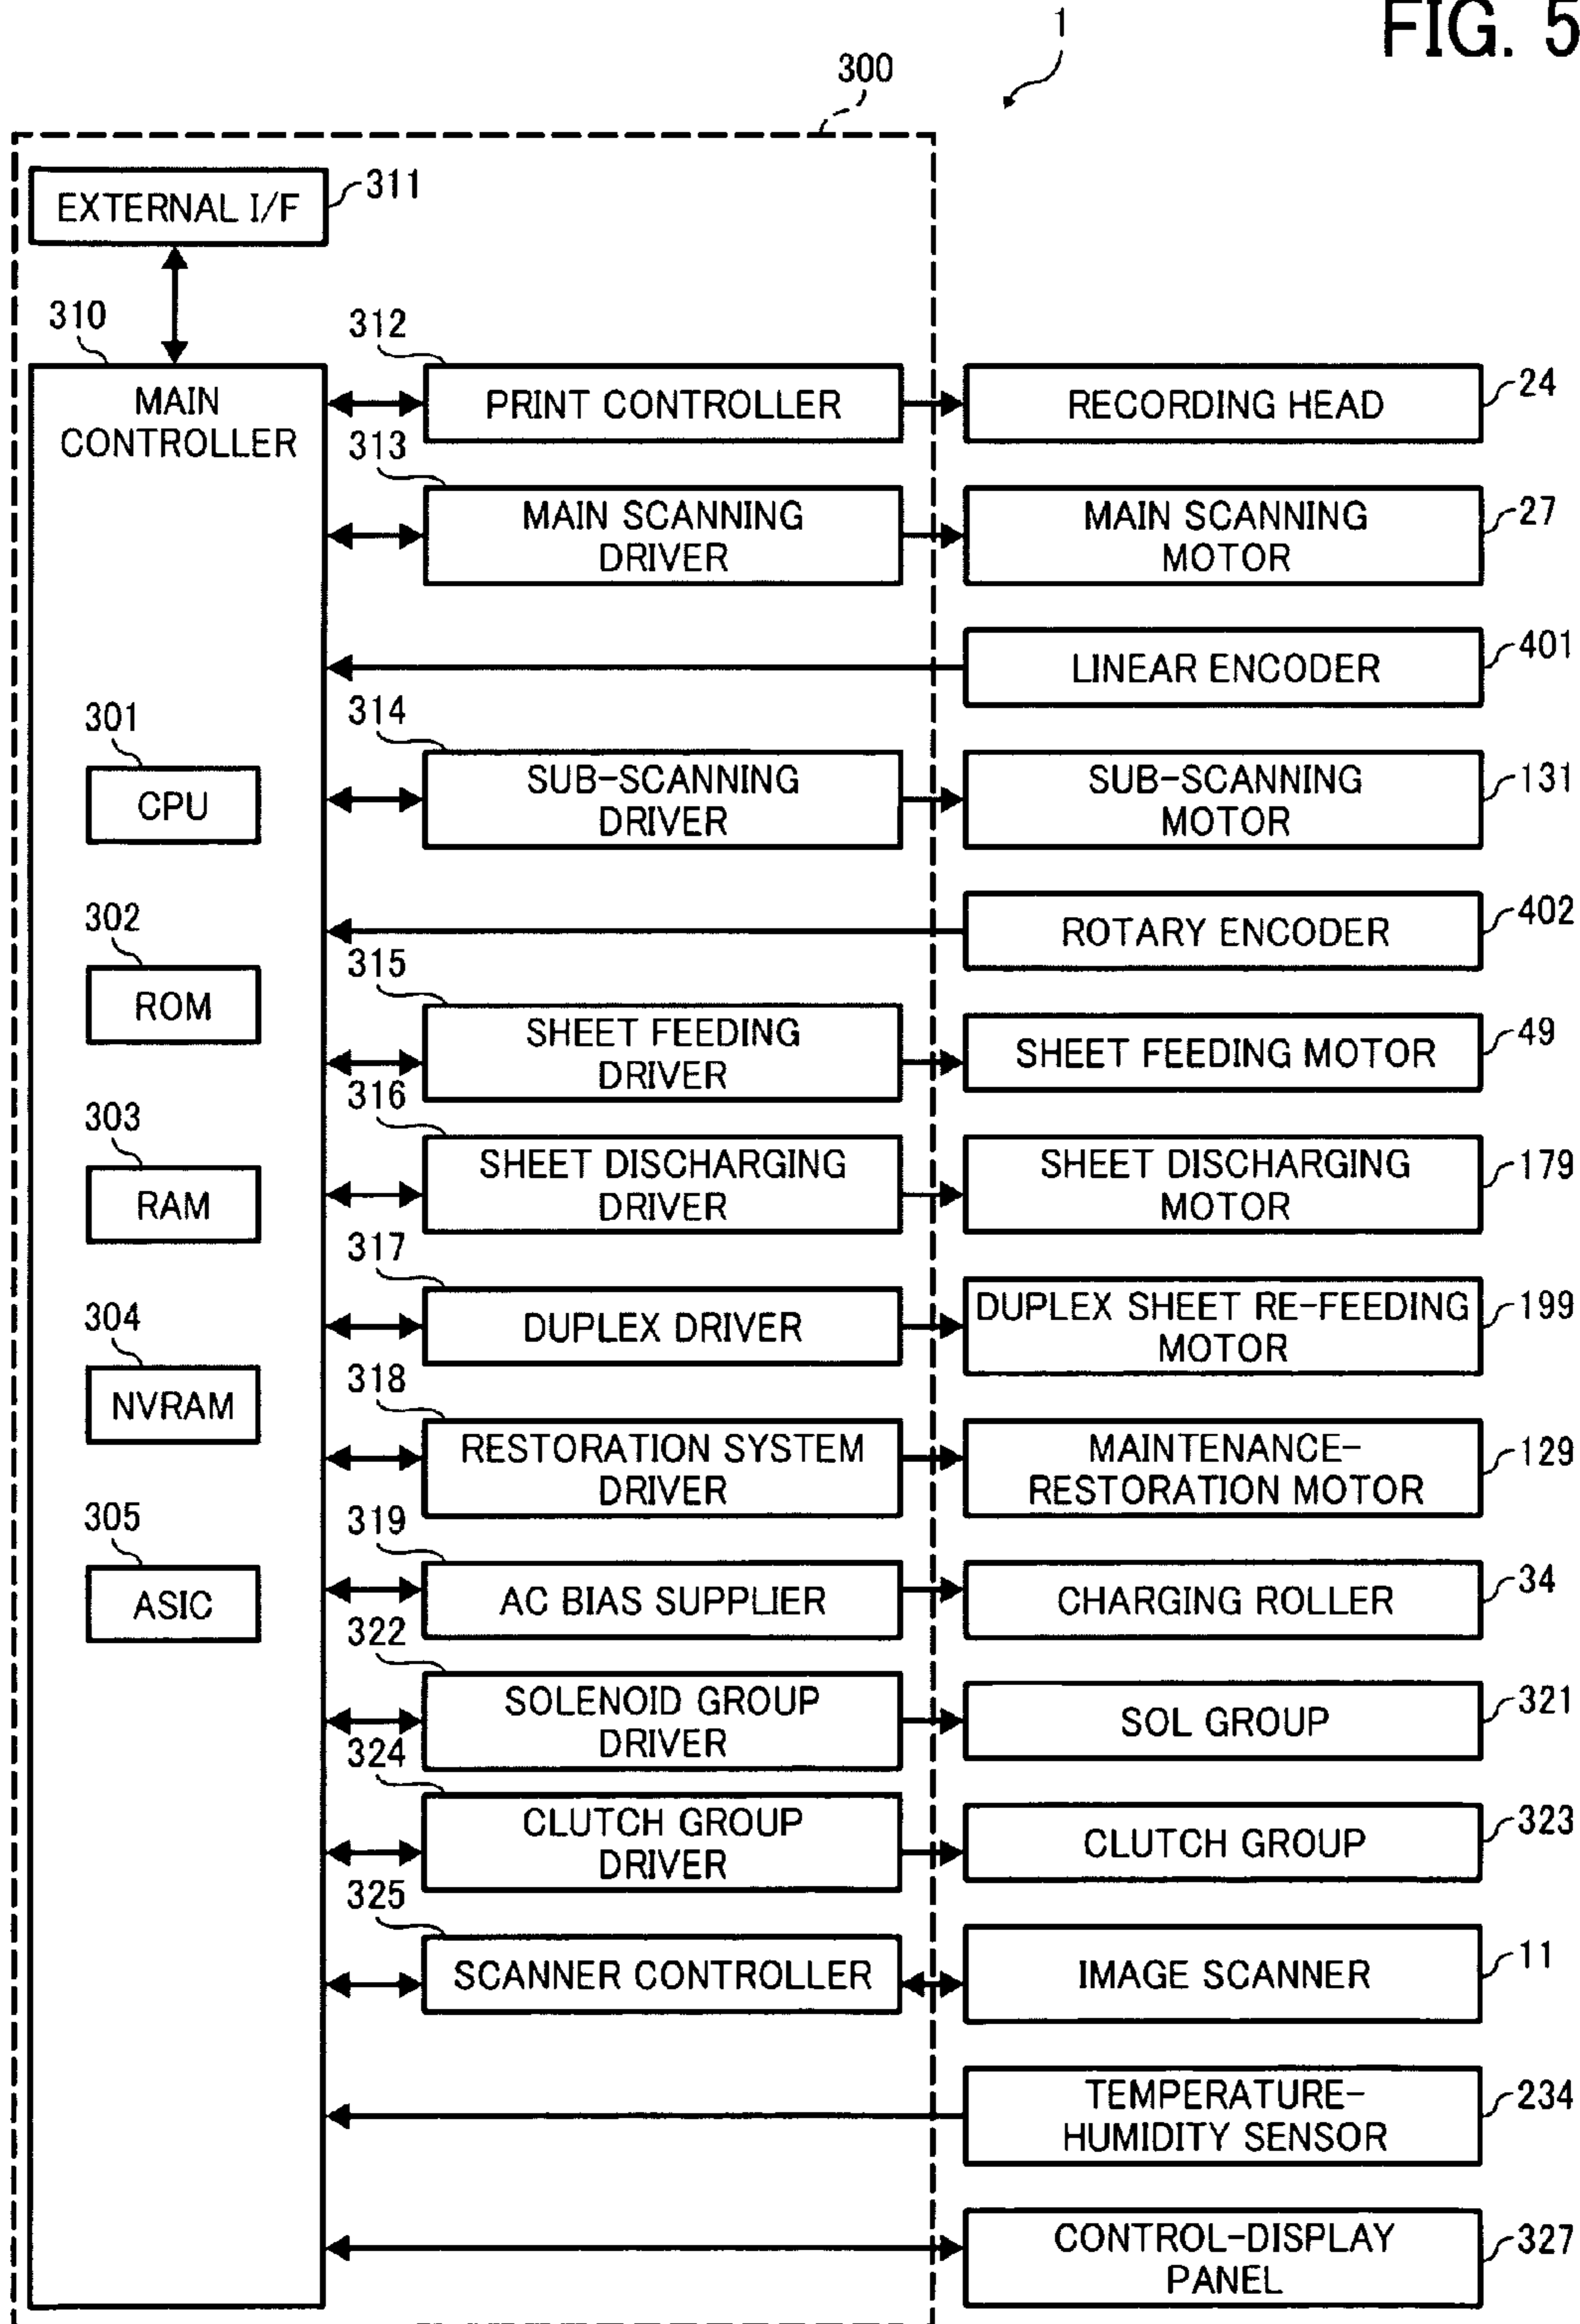 FIG. 5
1
300
EXTERNAL I/F
311
310
MAIN
CONTROLLER
312
PRINT CONTROLLER
RECORDING HEAD
24
313
MAIN SCANNING
DRIVER
MAIN SCANNING
MOTOR
27
LINEAR ENCODER
401
301
CPU
314
SUB-SCANNING
DRIVER
SUB-SCANNING
MOTOR
131
302
ROM
ROTARY ENCODER
402
315
SHEET FEEDING
DRIVER
SHEET FEEDING MOTOR
49
303
RAM
316
SHEET DISCHARGING
DRIVER
SHEET DISCHARGING
MOTOR
179
317
DUPLEX DRIVER
DUPLEX SHEET RE-FEEDING
MOTOR
199
304
NVRAM
318
RESTORATION SYSTEM
DRIVER
MAINTENANCE-
RESTORATION MOTOR
129
305
ASIC
319
AC BIAS SUPPLIER
CHARGING ROLLER
34
322
SOLENOID GROUP
DRIVER
SOL GROUP
321
324
CLUTCH GROUP
DRIVER
CLUTCH GROUP
323
325
SCANNER CONTROLLER
IMAGE SCANNER
11
TEMPERATURE-
HUMIDITY SENSOR
234
CONTROL-DISPLAY
PANEL
327